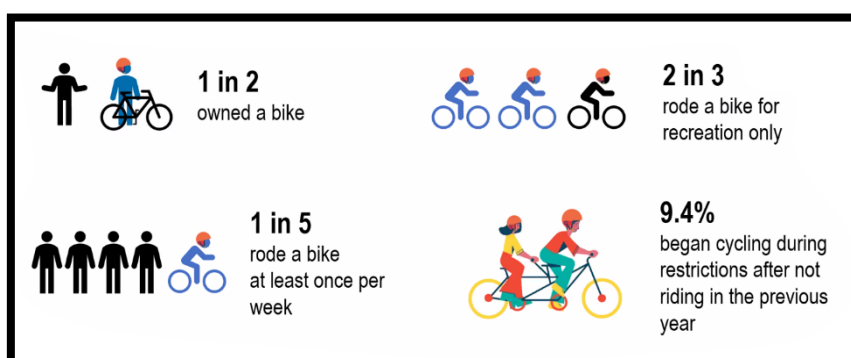 1 in 2
owned a bike
2 in 3
rode a bike for
recreation only
1 in 5
rode a bike
at least once per
week
9.4%
began cycling during
restrictions after not
riding in the previous
year